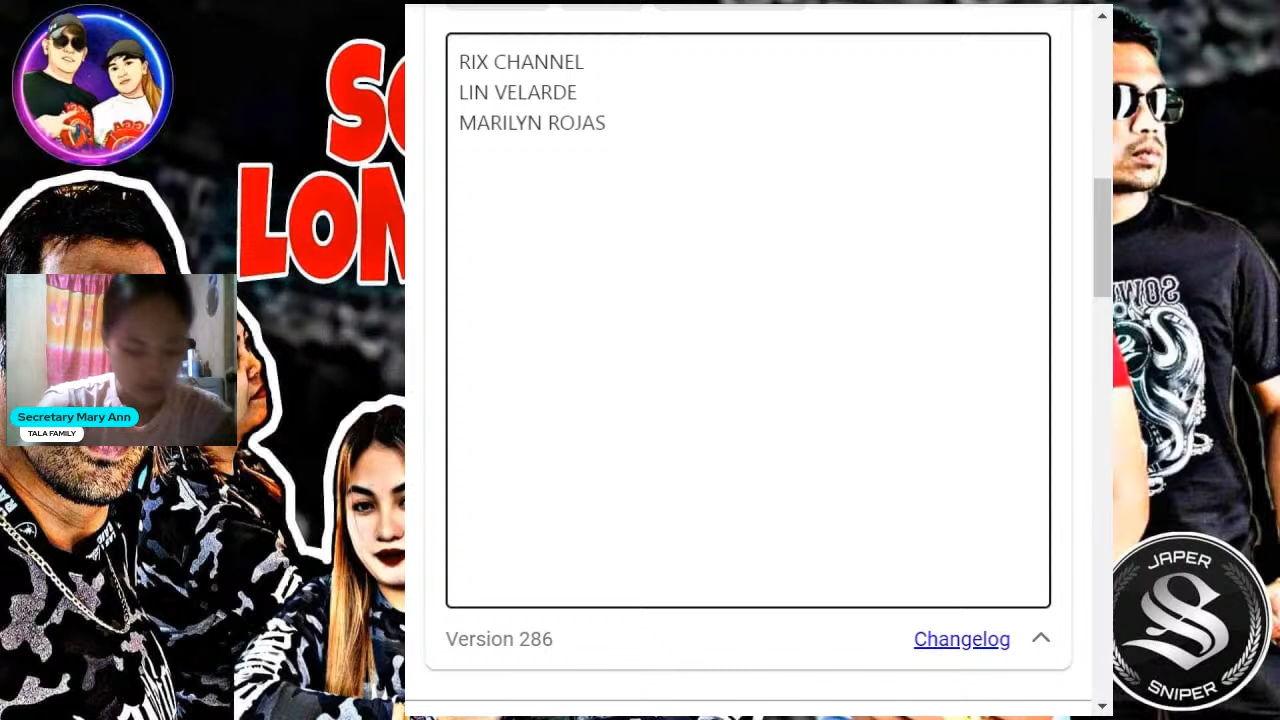 RIX CHANNEL
LIN VELARDE
MARILYN ROJAS
Version 286
Changelog
Secretary Mary Ann
TALA FAMILY
JAPER
SNIPER